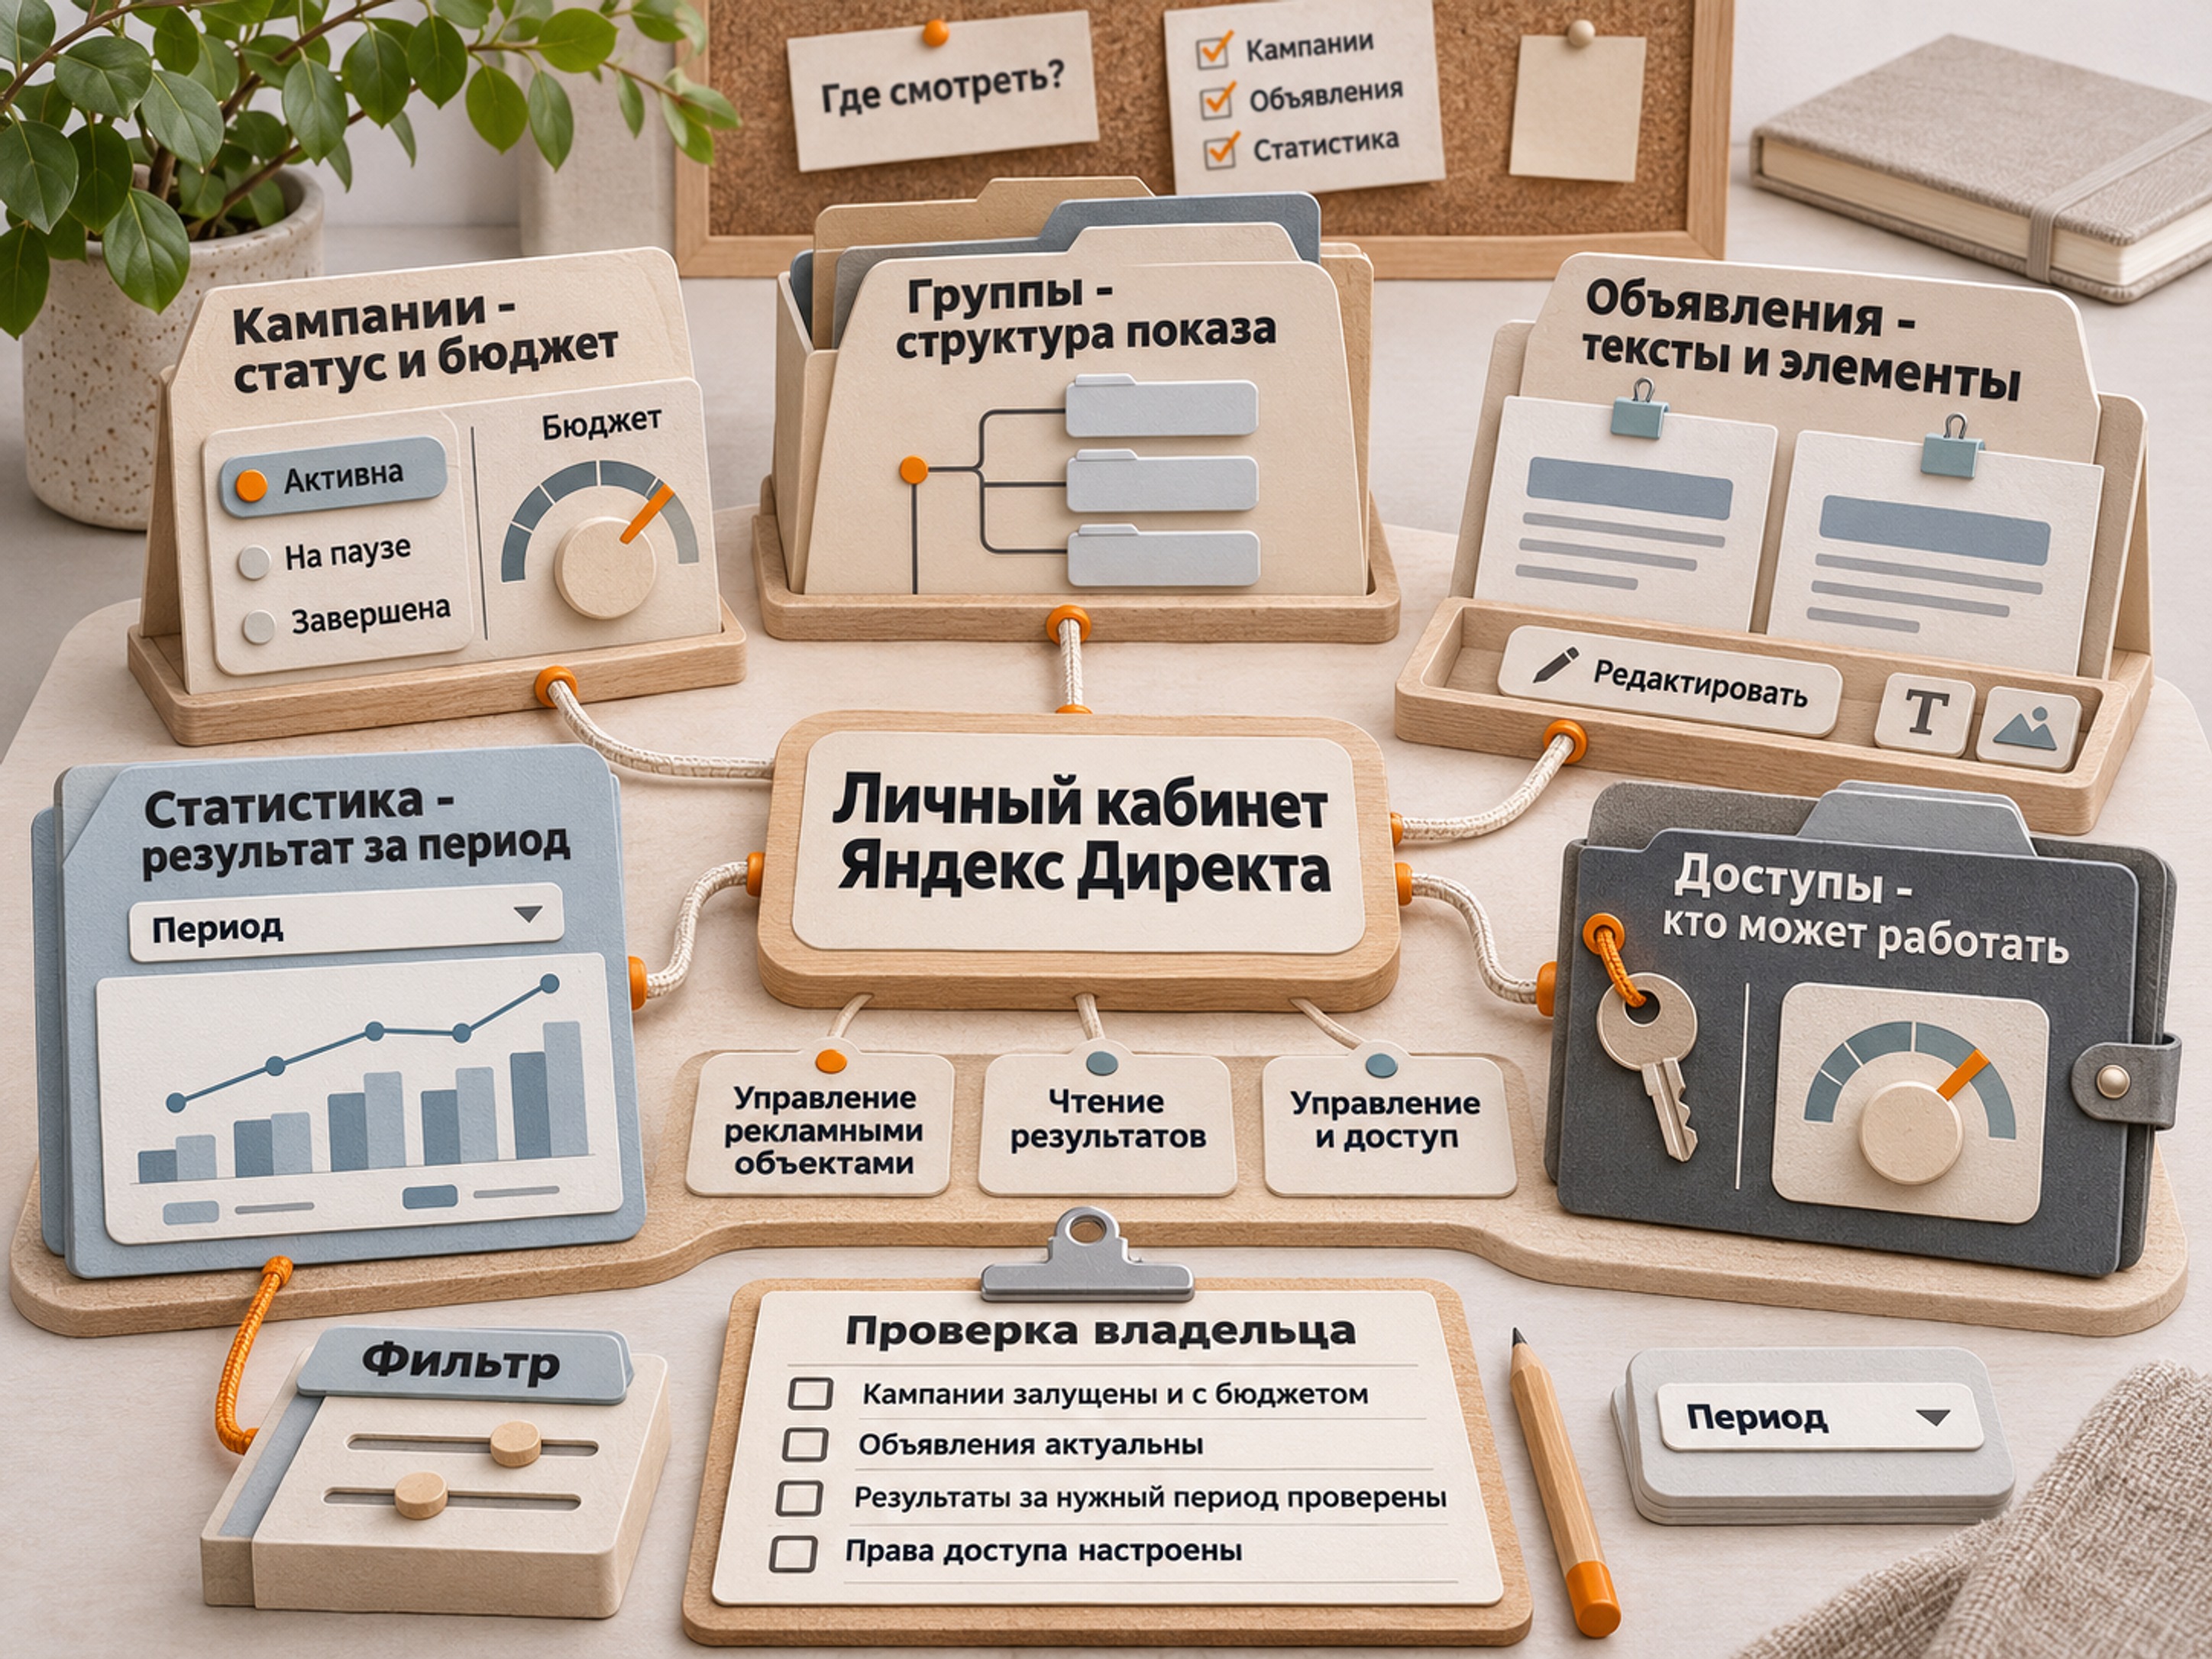 Где смотреть?
Кампании
Объявления
Статистика
Кампании -
статус и бюджет
Бюджет
Активна
На паузе
Завершена
Группы -
структура показа
Объявления -
тексты и элементы
Редактировать
T
Личный кабинет
Яндекс Директа
Статистика -
результат за период
Период
Доступы -
кто может работать
Управление
рекламными
объектами
Чтение
результатов
Управление
и доступ
Фильтр
Проверка владельца
Кампании залущены и с бюджетом
Объявления актуальны
Результаты за нужный период проверены
Права доступа настроены
Период